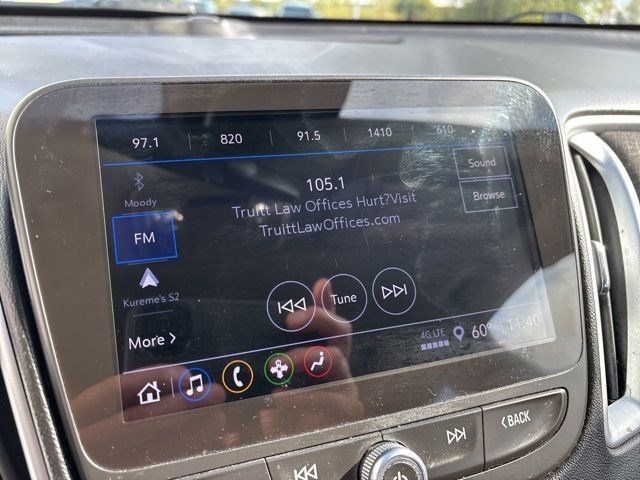 97.1 820 91.5 1410 610
Moody
105.1
Sound
Truitt Law Offices Hurt?Visit
TruittLawOffices.com
Browse
FM
Kureme's S2
Tune
More >
4G LTE
60° 11:40
<BACK